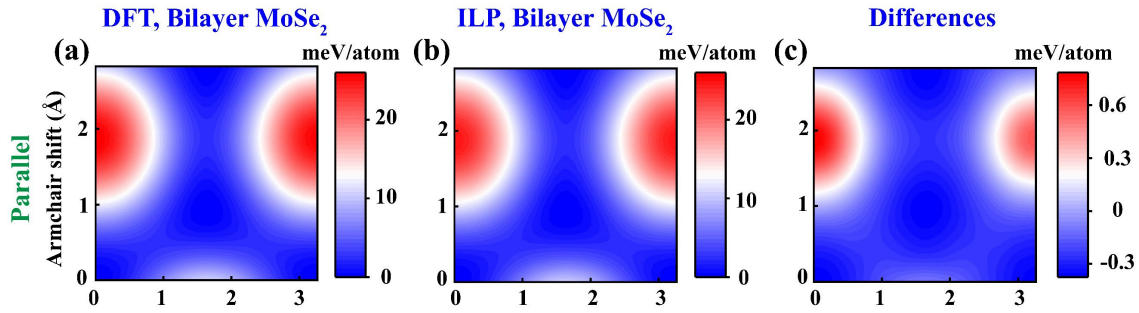 DFT, Bilayer MoSe₂
ILP, Bilayer MoSe₂
Differences
(a)
meV/atom
(b)
meV/atom
(c)
meV/atom
Parallel
Armchair shift (Å)
2
1
0
0
1
2
3
20
10
0
2
1
0
0
1
2
3
20
10
0
2
1
0
0
1
2
3
0.6
0.3
0
-0.3